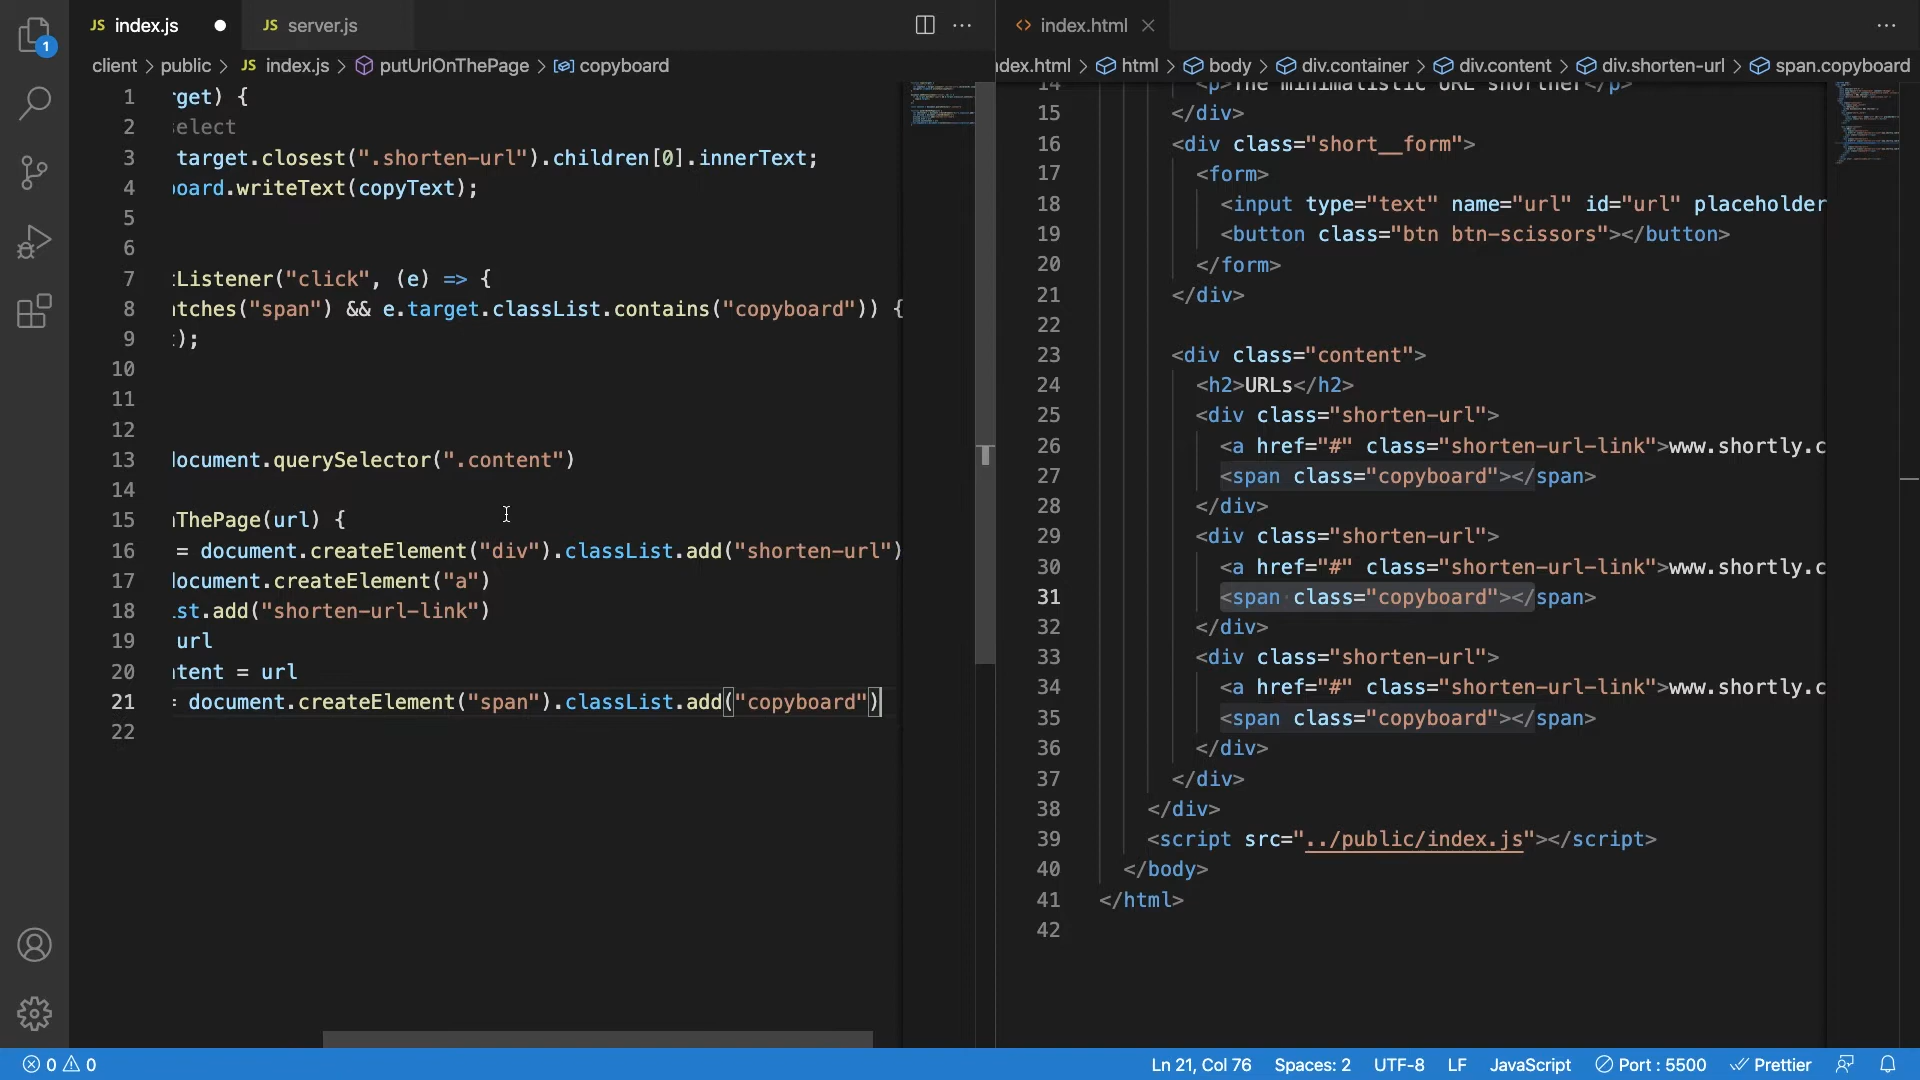 1
JS index.js
JS server.js
index.html
client > public > JS index.js > putUrlOnThePage > copyboard
dex.html > html > body > div.container > div.content > div.shorten-url > span.copyboard
1 get) {
2 select
3 target.closest(".shorten-url").children[0].innerText;
4 board.writeText(copyText);
5
6
7 Listener("click", (e) => {
8 tches("span") && e.target.classList.contains("copyboard")) {
9 );
10
11
12
13 document.querySelector(".content")
14
15 ThePage(url) {
16 = document.createElement("div").classList.add("shorten-url")
17 document.createElement("a")
18 st.add("shorten-url-link")
19 url
20 tent = url
21 = document.createElement("span").classList.add("copyboard")
22
14 <p>The minimalistic URL shortner</p>
15 </div>
16 <div class="short__form">
17 <form>
18 <input type="text" name="url" id="url" placeholder
19 <button class="btn btn-scissors"></button>
20 </form>
21 </div>
22
23 <div class="content">
24 <h2>URLs</h2>
25 <div class="shorten-url">
26 <a href="#" class="shorten-url-link">www.shortly.c
27 <span class="copyboard"></span>
28 </div>
29 <div class="shorten-url">
30 <a href="#" class="shorten-url-link">www.shortly.c
31 <span class="copyboard"></span>
32 </div>
33 <div class="shorten-url">
34 <a href="#" class="shorten-url-link">www.shortly.c
35 <span class="copyboard"></span>
36 </div>
37 </div>
38 </div>
39 <script src="../public/index.js"></script>
40 </body>
41 </html>
42
0 0 Ln 21, Col 76 Spaces: 2 UTF-8 LF JavaScript Port : 5500 Prettier